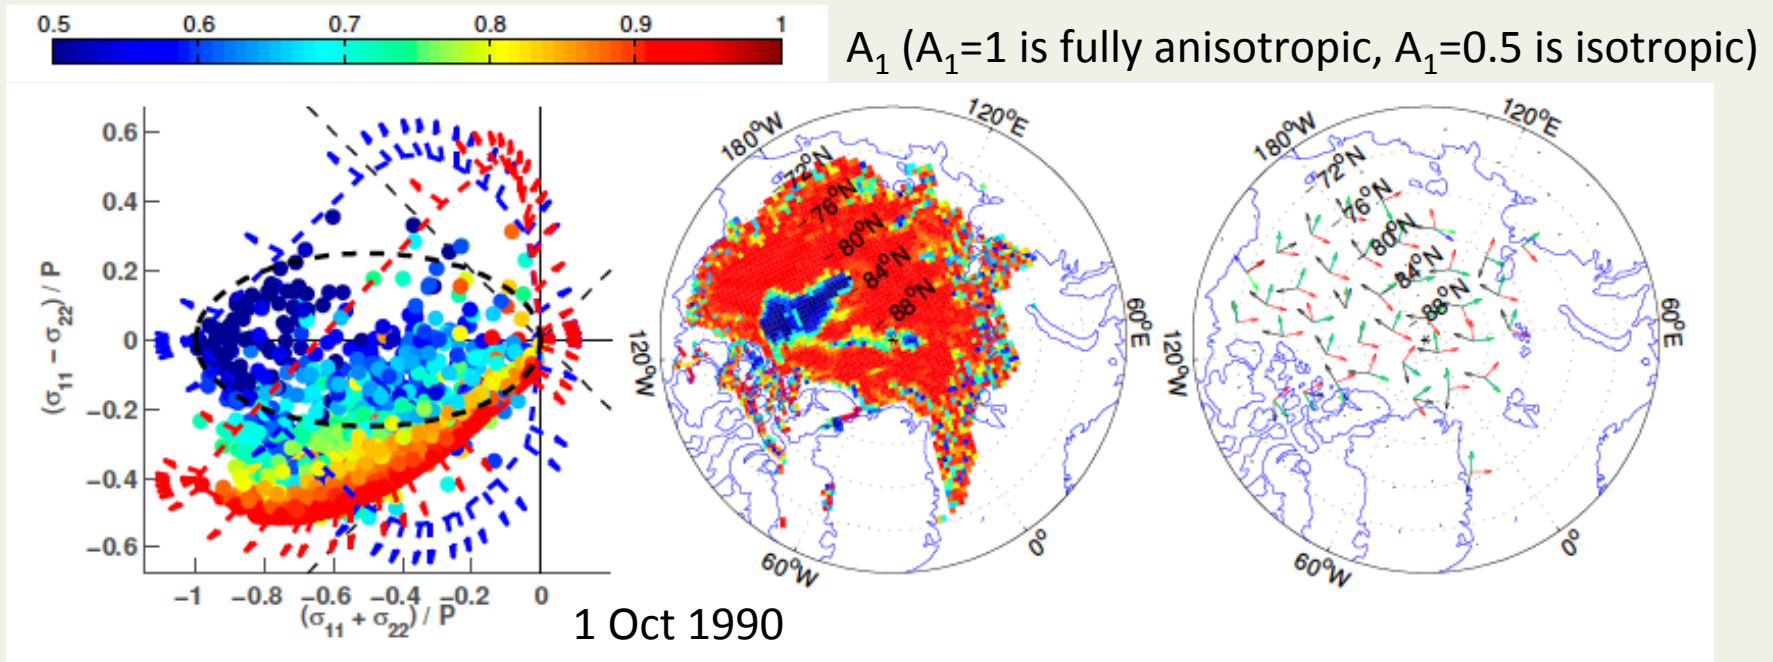 0.5 0.6 0.7 0.8 0.9 1
A₁ (A₁=1 is fully anisotropic, A₁=0.5 is isotropic)
(σ₁₁ − σ₂₂) / P
0.6
0.4
0.2
0
−0.2
−0.4
−0.6
−1 −0.8 −0.6 −0.4 −0.2 0
(σ₁₁ + σ₂₂) / P
180°W
120°E
72°N
76°N
80°N
84°N
88°N
60°E
120°W
60°W
0°
180°W
120°E
72°N
76°N
80°N
84°N
88°N
60°E
120°W
60°W
0°
1 Oct 1990